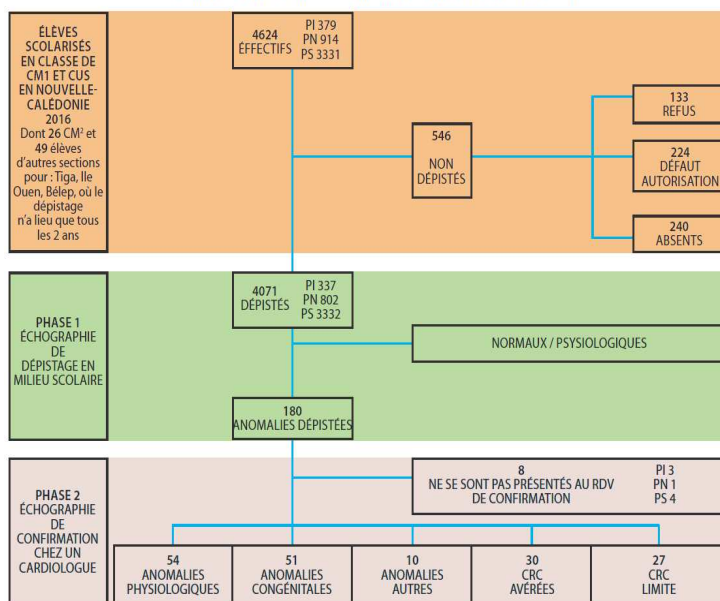 ÉLÈVES
SCOLARISÉS
EN CLASSE DE
CM1 ET CUS
EN NOUVELLE-
CALÉDONIE
2016
Dont 26 CM² et
49 élèves
d'autres sections
pour : Tiga, Ile
Ouen, Bélep, où le
dépistage
n'a lieu que tous
les 2 ans
4624
ÉFFECTIFS
PI 379
PN 914
PS 3331
546
NON
DÉPISTÉS
133
REFUS
224
DÉFAUT
AUTORISATION
240
ABSENTS
PHASE 1
ÉCHOGRAPHIE
DE
DÉPISTAGE EN
MILIEU SCOLAIRE
4071
DÉPISTÉS
PI 337
PN 802
PS 3332
NORMAUX / PSYSIOLOGIQUES
180
ANOMALIES DÉPISTÉES
PHASE 2
ÉCHOGRAPHIE
DE
CONFIRMATION
CHEZ UN
CARDIOLOGUE
8
NE SE SONT PAS PRÉSENTÉS AU RDV
DE CONFIRMATION
PI 3
PN 1
PS 4
54
ANOMALIES
PHYSIOLOGIQUES
51
ANOMALIES
CONGÉNITALES
10
ANOMALIES
AUTRES
30
CRC
AVÉRÉES
27
CRC
LIMITE